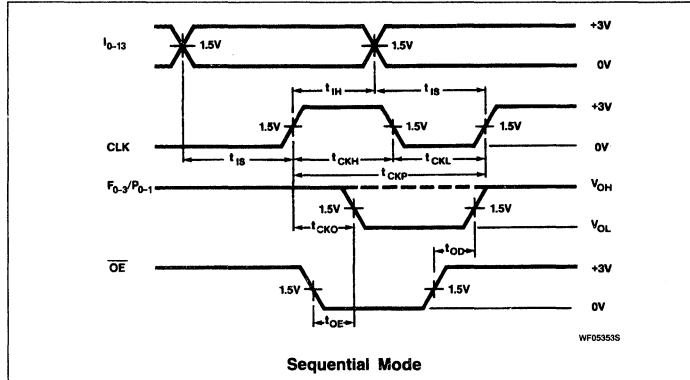 I0–13
1.5V
1.5V
+3V
0V
tIH
tIS
1.5V
1.5V
1.5V
+3V
CLK
0V
tIS
tCKH
tCKL
tCKP
F0–3/P0–1
VOH
1.5V
1.5V
tCKO
VOL
tOD
OE
+3V
1.5V
1.5V
0V
tOE
WF05353S
Sequential Mode